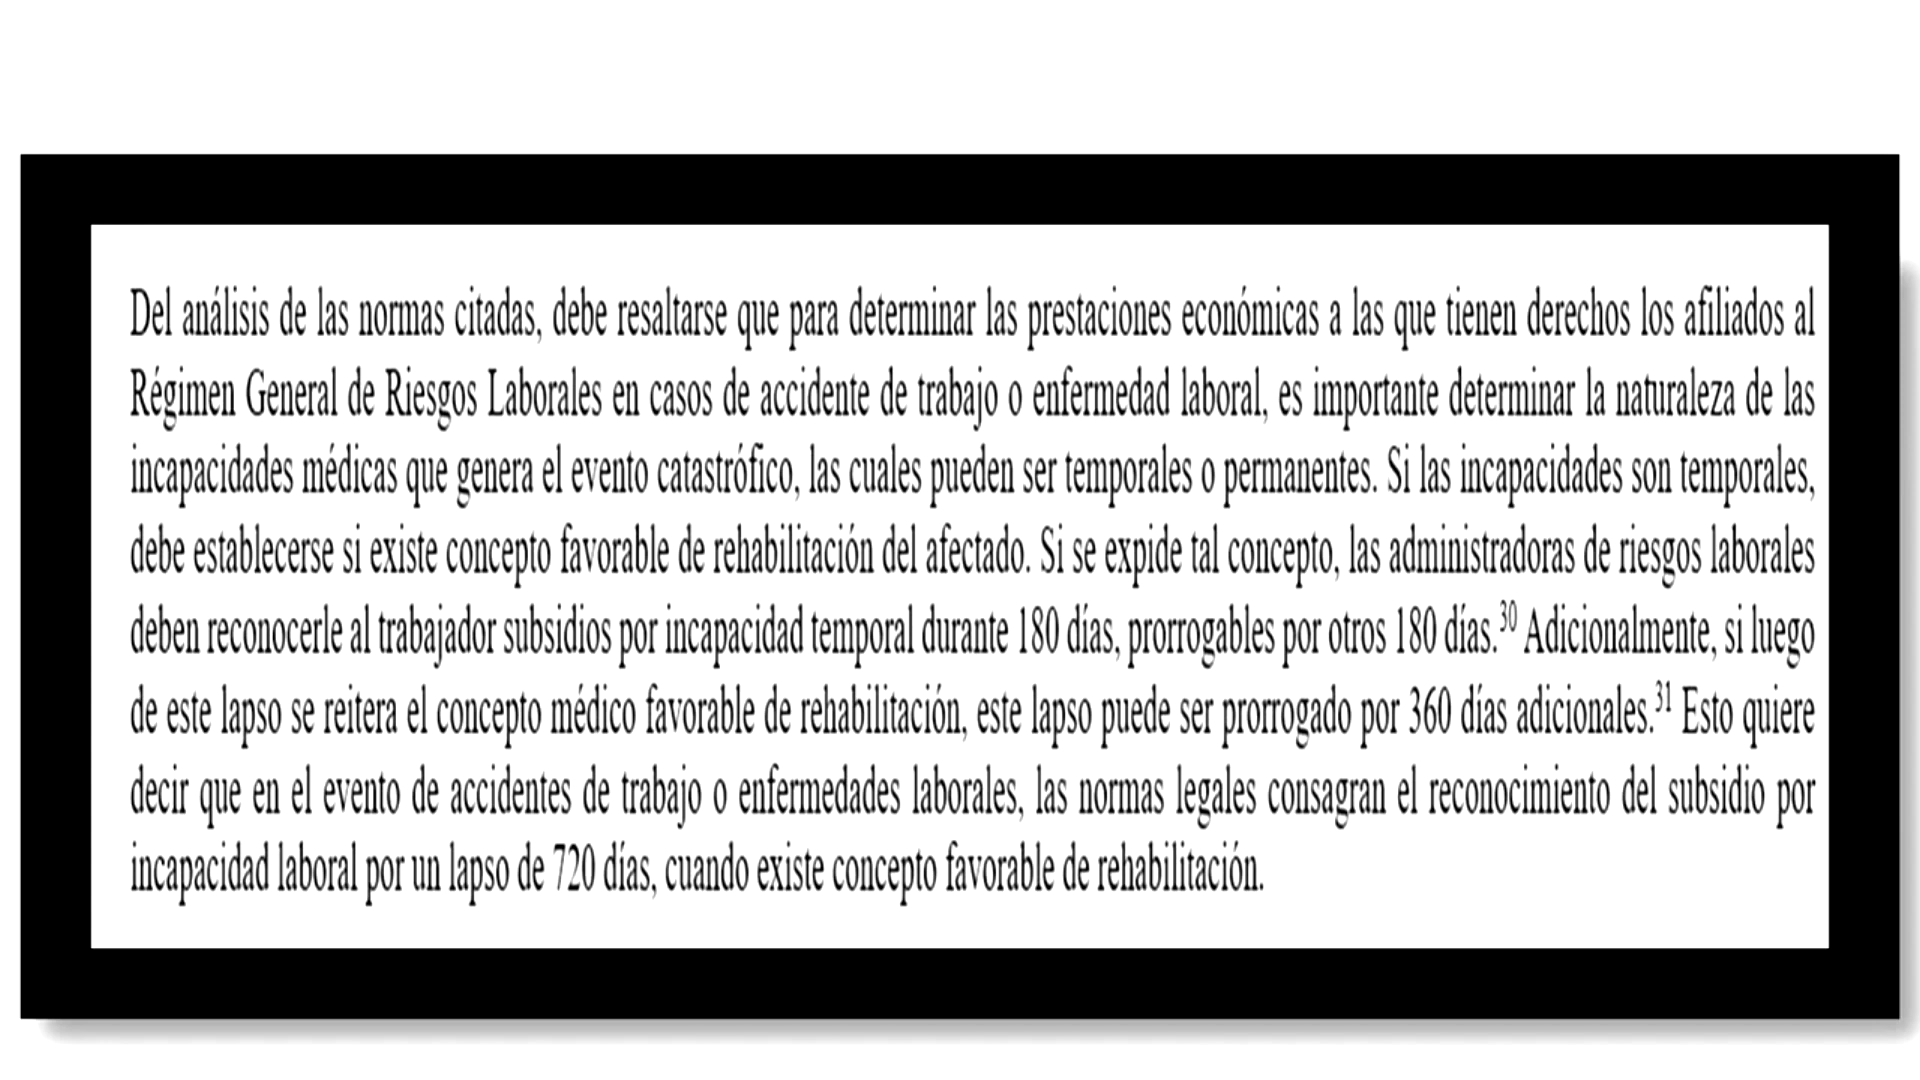 Del análisis de las normas citadas, debe resaltarse que para determinar las prestaciones económicas a las que tienen derechos los afiliados al
Régimen General de Riesgos Laborales en casos de accidente de trabajo o enfermedad laboral, es importante determinar la naturaleza de las
incapacidades médicas que genera el evento catastrófico, las cuales pueden ser temporales o permanentes. Si las incapacidades son temporales,
debe establecerse si existe concepto favorable de rehabilitación del afectado. Si se expide tal concepto, las administradoras de riesgos laborales
deben reconocerle al trabajador subsidios por incapacidad temporal durante 180 días, prorrogables por otros 180 días.30 Adicionalmente, si luego
de este lapso se reitera el concepto médico favorable de rehabilitación, este lapso puede ser prorrogado por 360 días adicionales.31 Esto quiere
decir que en el evento de accidentes de trabajo o enfermedades laborales, las normas legales consagran el reconocimiento del subsidio por
incapacidad laboral por un lapso de 720 días, cuando existe concepto favorable de rehabilitación.